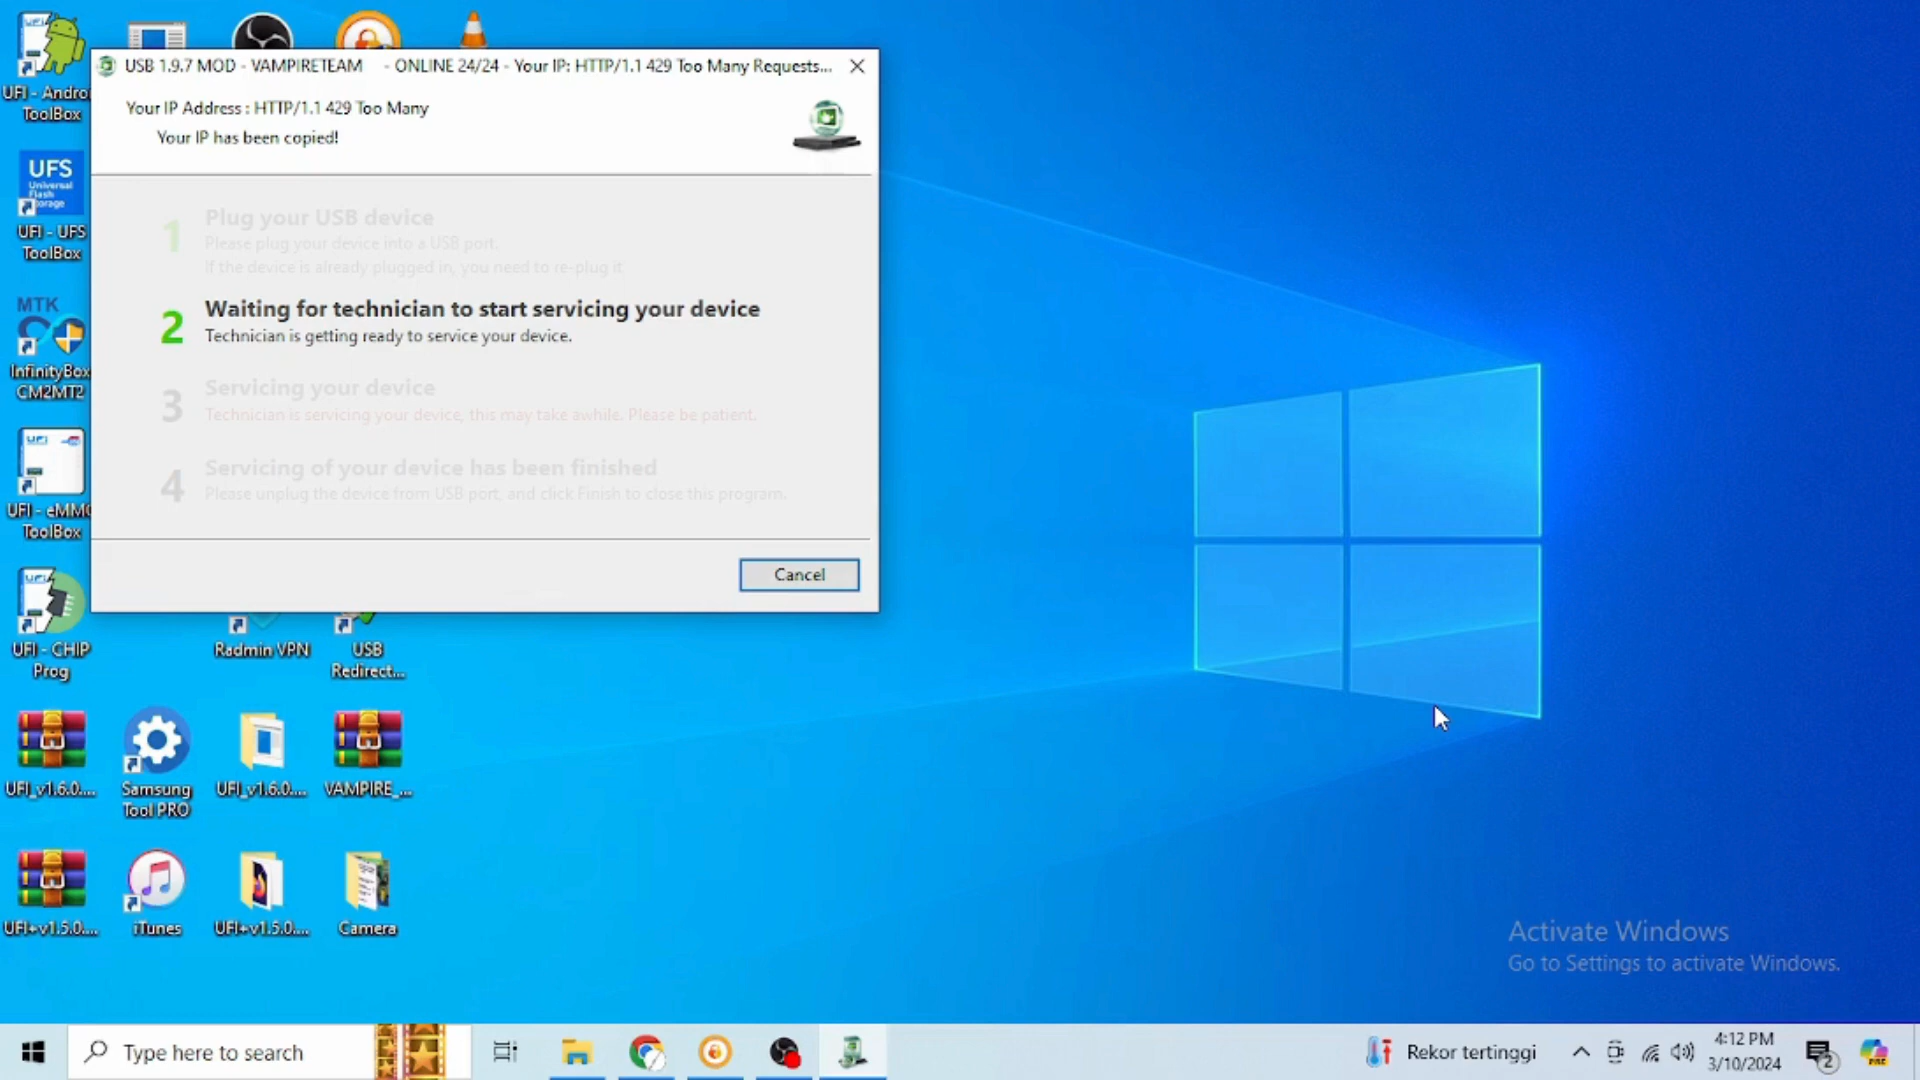 USB 1.9.7 MOD - VAMPIRETEAM - ONLINE 24/24 - Your IP: HTTP/1.1 429 Too Many Requests...
Your IP Address : HTTP/1.1 429 Too Many
Your IP has been copied!
1 Plug your USB device
Please plug your device into a USB port.
If the device is already plugged in, you need to re-plug it
2 Waiting for technician to start servicing your device
Technician is getting ready to service your device.
3 Servicing your device
Technician is servicing your device, this may take awhile. Please be patient.
4 Servicing of your device has been finished
Please unplug the device from USB port, and click Finish to close this program.
Cancel
UFI - Andro
ToolBox
UFS
Universal
Flash
Storage
UFI - UFS
ToolBox
MTK
InfinityBox
CM2MT2
UFI
UFI - eMMC
ToolBox
UFI
UFI - CHIP
Prog
Radmin VPN
USB
Redirect...
UFI_v1.6.0....
Samsung
Tool PRO
UFI_v1.6.0....
VAMPIRE_...
UFI+v1.5.0....
iTunes
UFI+v1.5.0....
Camera
Activate Windows
Go to Settings to activate Windows.
Type here to search
Rekor tertinggi
4:12 PM
3/10/2024
2
PRE